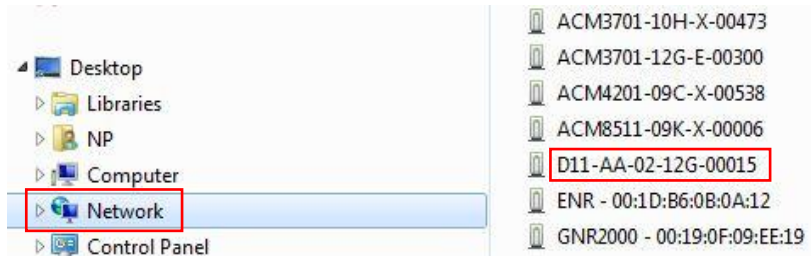 Desktop
Libraries
NP
Computer
Network
Control Panel
ACM3701-10H-X-00473
ACM3701-12G-E-00300
ACM4201-09C-X-00538
ACM8511-09K-X-00006
D11-AA-02-12G-00015
ENR - 00:1D:B6:0B:0A:12
GNR2000 - 00:19:0F:09:EE:19